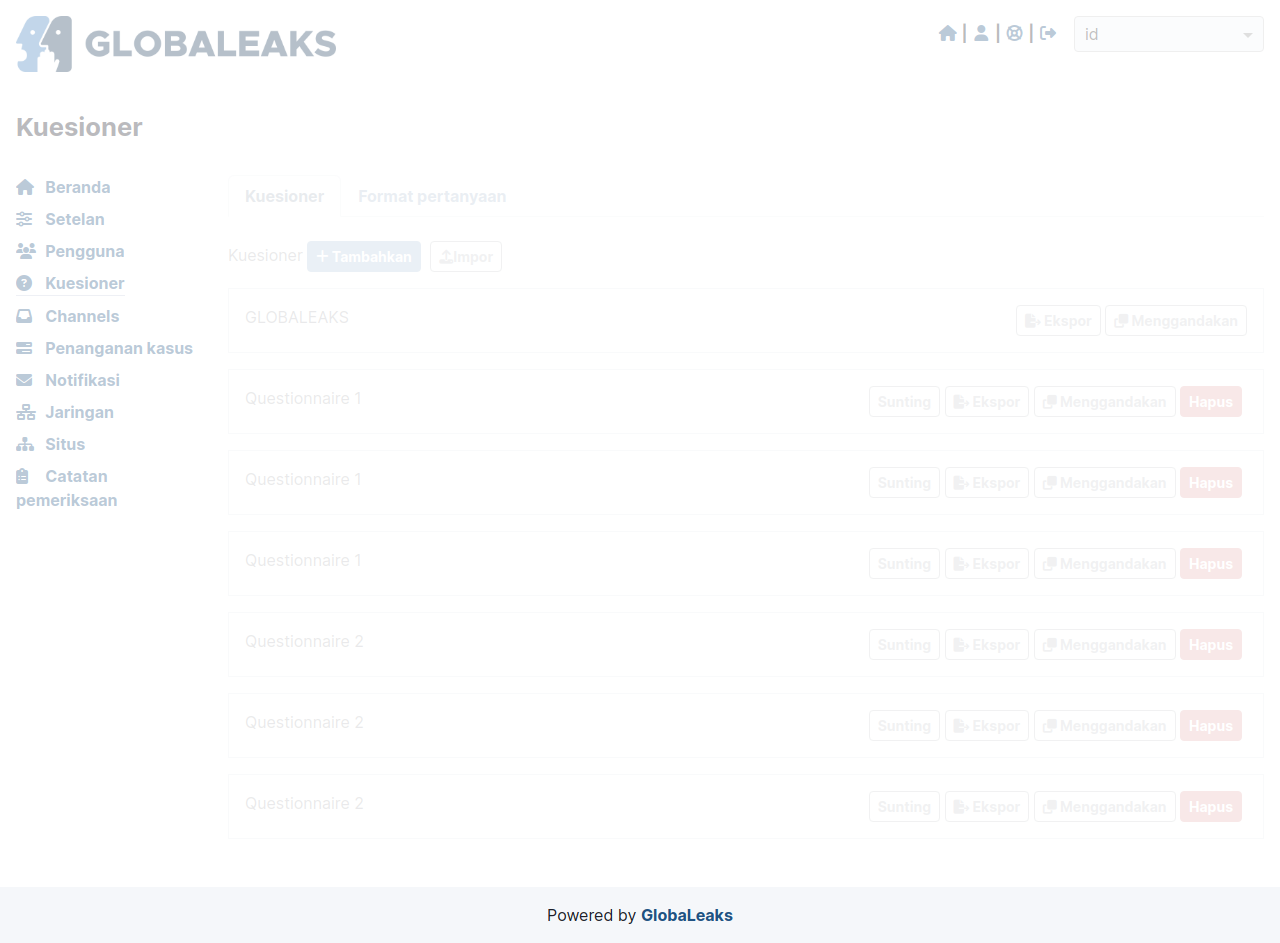 GLOBALEAKS
| | |
id
Kuesioner
Beranda
Setelan
Pengguna
Kuesioner
Channels
Penanganan kasus
Notifikasi
Jaringan
Situs
Catatan
pemeriksaan
Kuesioner Format pertanyaan
Kuesioner Tambahkan Impor
GLOBALEAKS Ekspor Menggandakan
Questionnaire 1 Sunting Ekspor Menggandakan Hapus
Questionnaire 1 Sunting Ekspor Menggandakan Hapus
Questionnaire 1 Sunting Ekspor Menggandakan Hapus
Questionnaire 2 Sunting Ekspor Menggandakan Hapus
Questionnaire 2 Sunting Ekspor Menggandakan Hapus
Questionnaire 2 Sunting Ekspor Menggandakan Hapus
Powered by GlobaLeaks